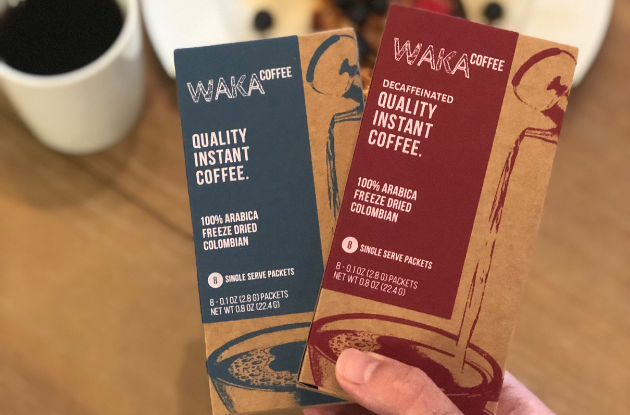 WAKA COFFEE
QUALITY
INSTANT
COFFEE.
100% ARABICA
FREEZE DRIED
COLOMBIAN
8 SINGLE SERVE PACKETS
8 - 0.1 OZ (2.8 G) PACKETS
NET WT 0.8 OZ (22.4 G)
WAKA COFFEE
DECAFFEINATED
QUALITY
INSTANT
COFFEE.
100% ARABICA
FREEZE DRIED
COLOMBIAN
8 SINGLE SERVE PACKETS
8 - 0.1 OZ (2.8 G) PACKETS
NET WT 0.8 OZ (22.4 G)